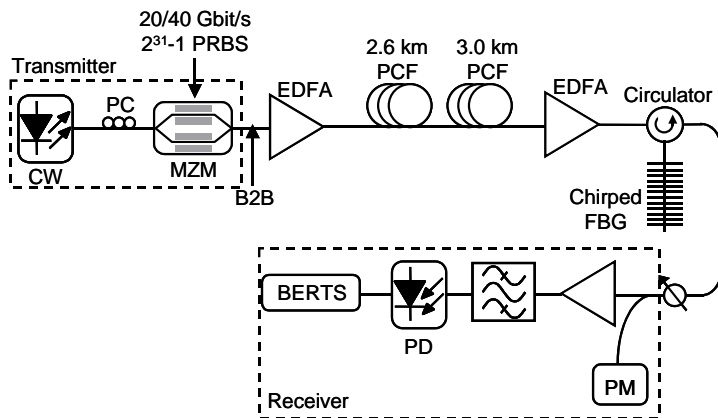 20/40 Gbit/s
2³¹-1 PRBS
Transmitter
PC
CW
MZM
B2B
EDFA
2.6 km
PCF
3.0 km
PCF
EDFA
Circulator
Chirped
FBG
BERTS
PD
PM
Receiver